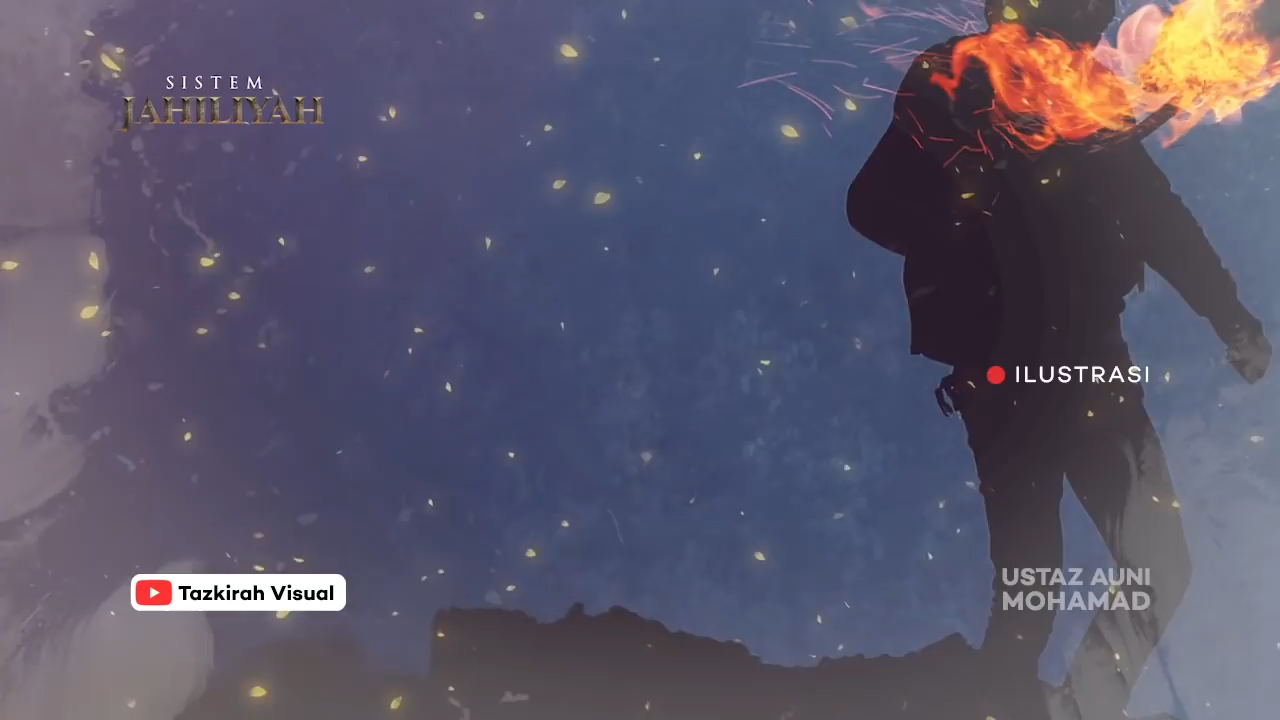 SISTEM
JAHILIYAH
ILUSTRASI
Tazkirah Visual
USTAZ AUNI
MOHAMAD